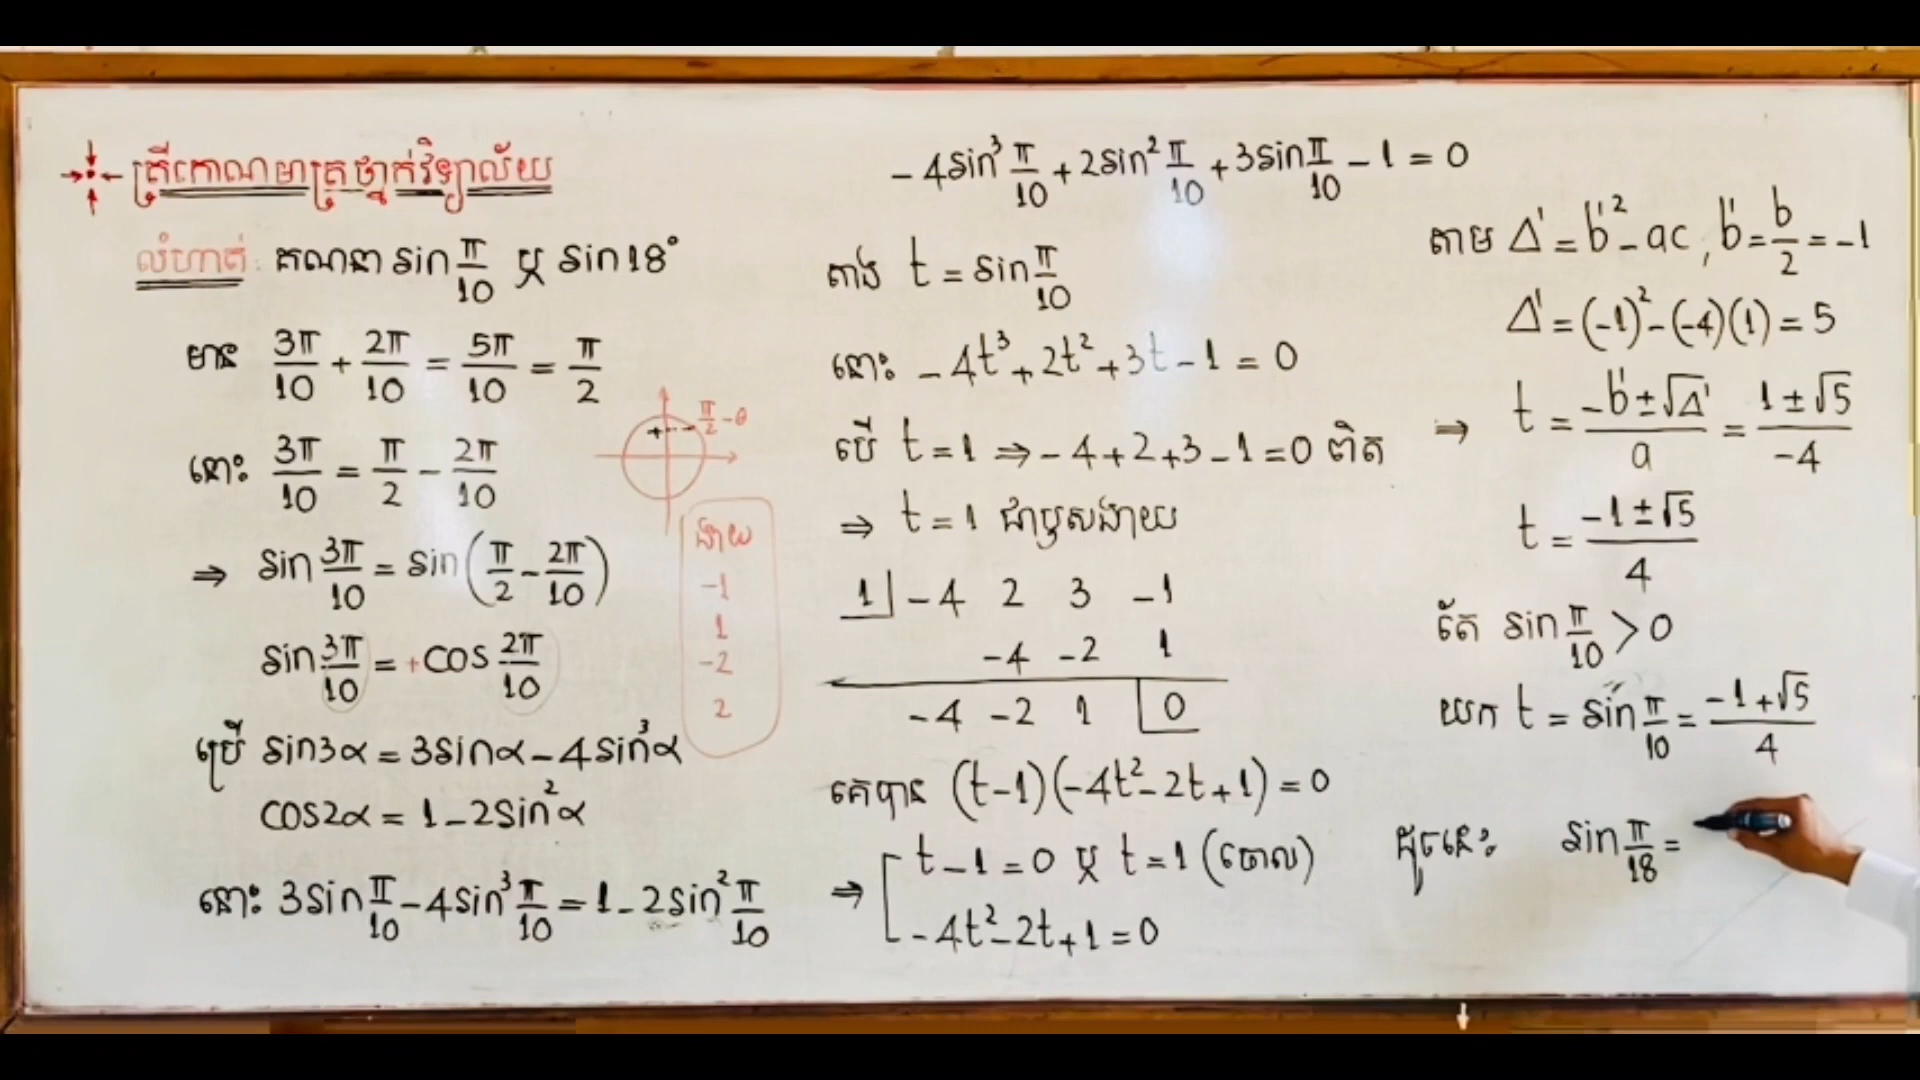 ត្រីកោណមាត្រថ្នាក់វិទ្យាល័យ
លំហាត់ គណនា sin π/10 ឬ sin 18°
មាន 3π/10 + 2π/10 = 5π/10 = π/2
នោះ 3π/10 = π/2 - 2π/10
⇒ sin 3π/10 = sin(π/2 - 2π/10)
sin 3π/10 = +cos 2π/10
ប្រើ sin3α = 3sinα - 4sin³α
cos2α = 1 - 2sin²α
នោះ 3sin π/10 - 4sin³ π/10 = 1 - 2sin² π/10
π/2 - θ
+
ងាយ
-1
1
-2
2
-4sin³ π/10 + 2sin² π/10 + 3sin π/10 - 1 = 0
តាង t = sin π/10
នោះ -4t³ + 2t² + 3t - 1 = 0
បើ t = 1 ⇒ -4 + 2 + 3 - 1 = 0 ពិត
⇒ t = 1 ជាឫសងាយ
1 | -4 2 3 -1
-4 -2 1
-4 -2 1 | 0
គេបាន (t-1)(-4t² - 2t + 1) = 0
⇒ [ t - 1 = 0 ឬ t = 1 (ចោល)
-4t² - 2t + 1 = 0
តាម Δ' = b'² - ac , b' = b/2 = -1
Δ' = (-1)² - (-4)(1) = 5
⇒ t = (-b' ± √Δ')/a = (1 ± √5)/-4
t = (-1 ± √5)/4
តែ sin π/10 > 0
យក t = sin π/10 = (-1 + √5)/4
ដូចនេះ sin π/18 =